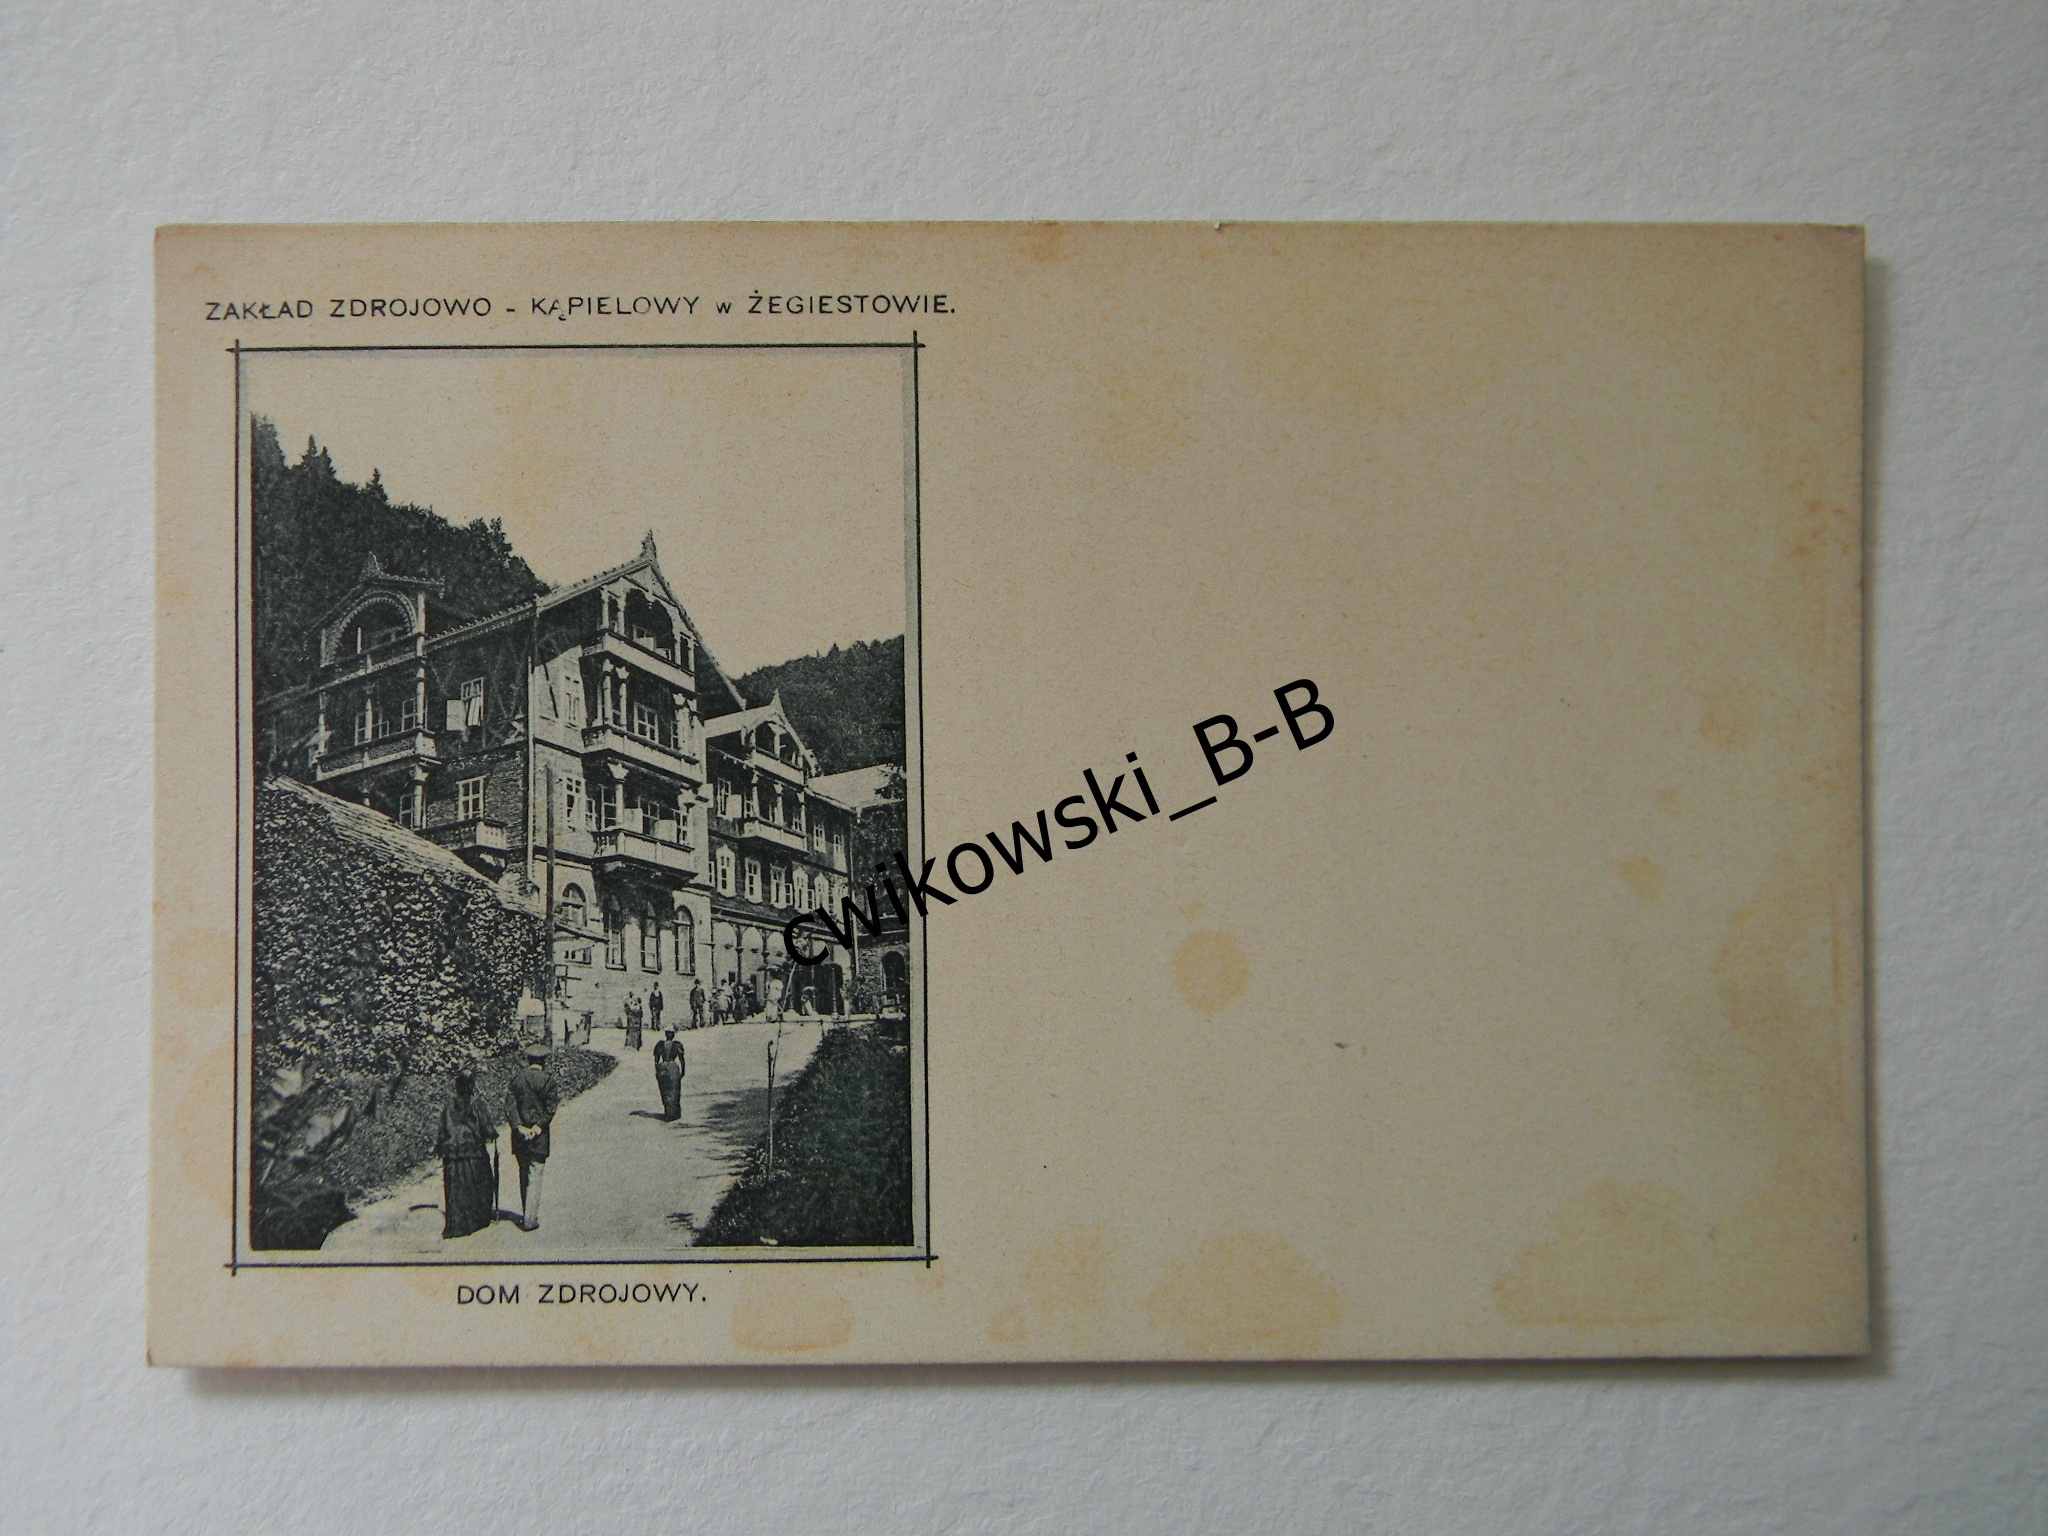 ZAKŁAD ZDROJOWO - KĄPIELOWY w ŻEGIESTOWIE.
cwikowski_B-B
DOM ZDROJOWY.